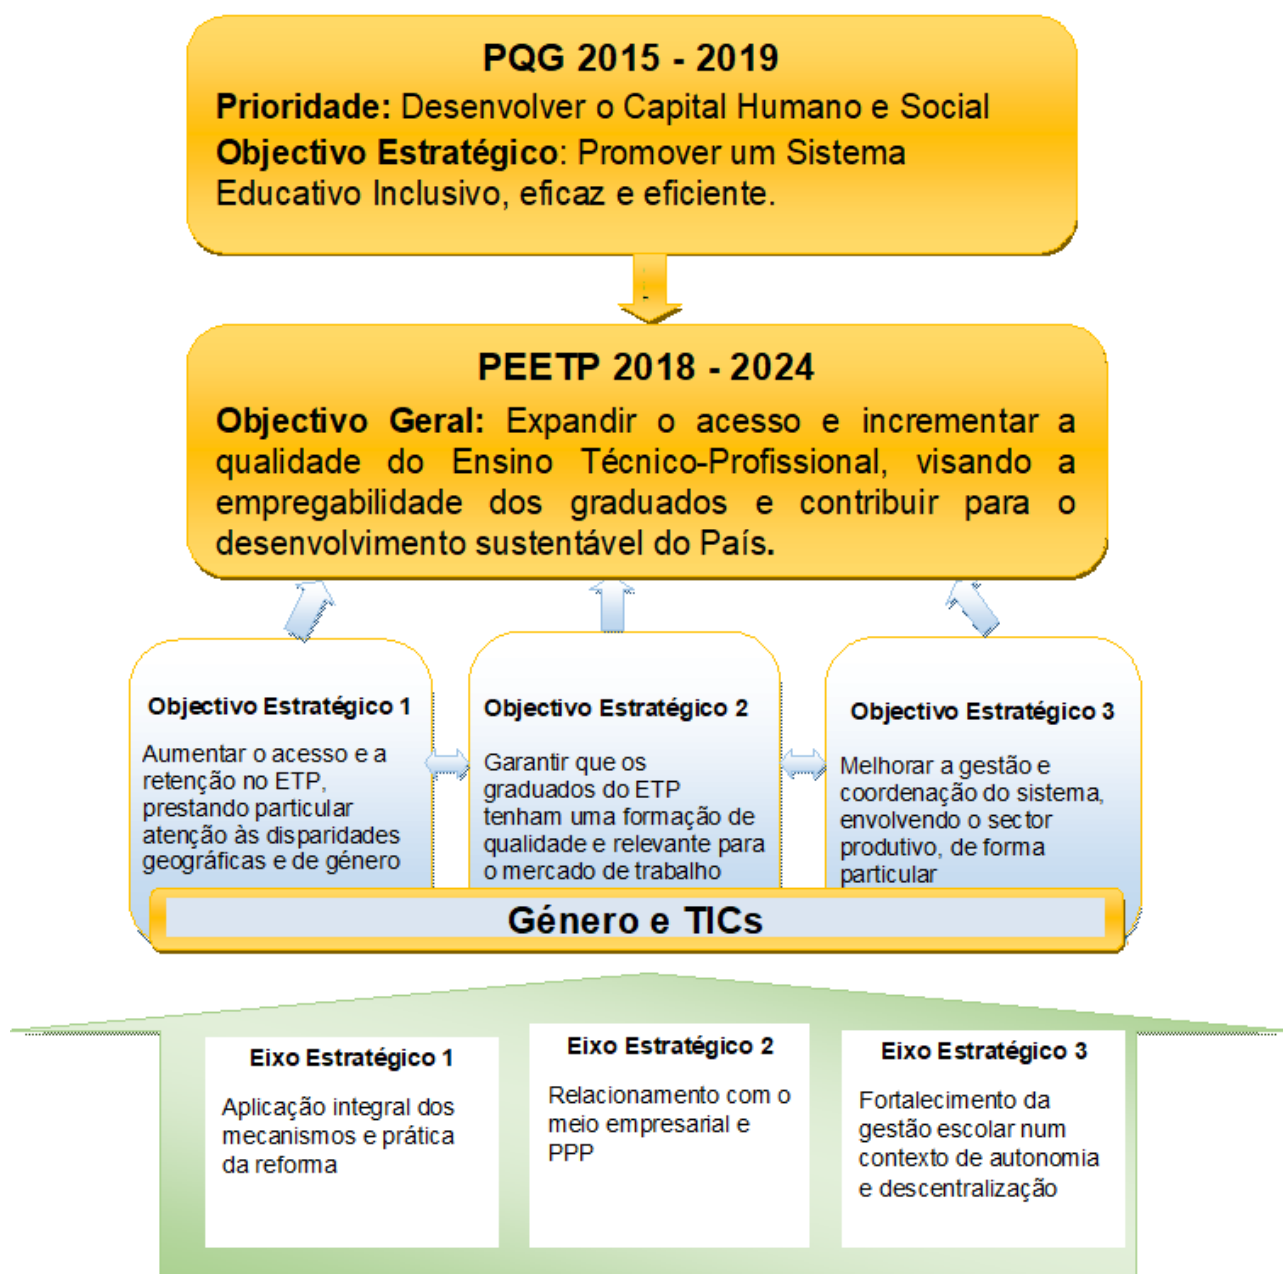 PQG 2015 - 2019
Prioridade: Desenvolver o Capital Humano e Social
Objectivo Estratégico: Promover um Sistema
Educativo Inclusivo, eficaz e eficiente.
PEETP 2018 - 2024
Objectivo Geral: Expandir o acesso e incrementar a
qualidade do Ensino Técnico-Profissional, visando a
empregabilidade dos graduados e contribuir para o
desenvolvimento sustentável do País.
Objectivo Estratégico 1
Aumentar o acesso e a
retenção no ETP,
prestando particular
atenção às disparidades
geográficas e de género
Objectivo Estratégico 2
Garantir que os
graduados do ETP
tenham uma formação de
qualidade e relevante para
o mercado de trabalho
Objectivo Estratégico 3
Melhorar a gestão e
coordenação do sistema,
envolvendo o sector
produtivo, de forma
particular
Género e TICs
Eixo Estratégico 1
Aplicação integral dos
mecanismos e prática
da reforma
Eixo Estratégico 2
Relacionamento com o
meio empresarial e
PPP
Eixo Estratégico 3
Fortalecimento da
gestão escolar num
contexto de autonomia
e descentralização